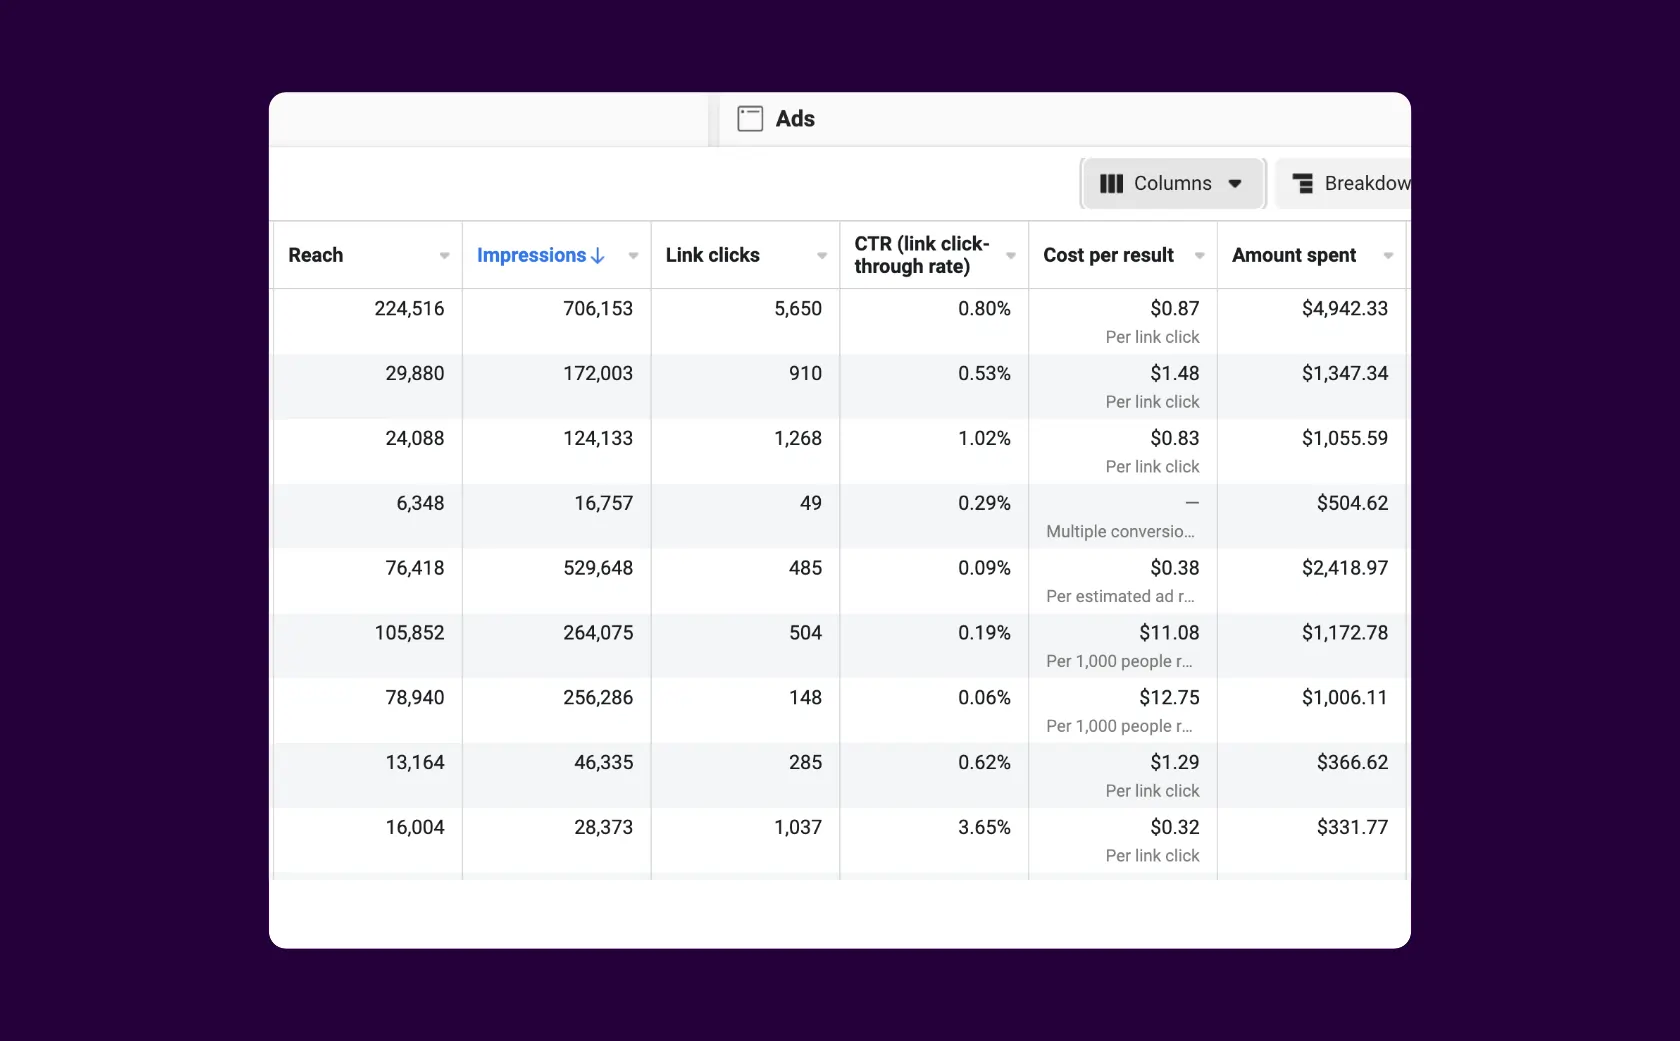 Ads
Columns Breakdow
Reach Impressions↓ Link clicks CTR (link click-through rate) Cost per result Amount spent
224,516 706,153 5,650 0.80% $0.87 $4,942.33
Per link click
29,880 172,003 910 0.53% $1.48 $1,347.34
Per link click
24,088 124,133 1,268 1.02% $0.83 $1,055.59
Per link click
6,348 16,757 49 0.29% — $504.62
Multiple conversio...
76,418 529,648 485 0.09% $0.38 $2,418.97
Per estimated ad r...
105,852 264,075 504 0.19% $11.08 $1,172.78
Per 1,000 people r...
78,940 256,286 148 0.06% $12.75 $1,006.11
Per 1,000 people r...
13,164 46,335 285 0.62% $1.29 $366.62
Per link click
16,004 28,373 1,037 3.65% $0.32 $331.77
Per link click